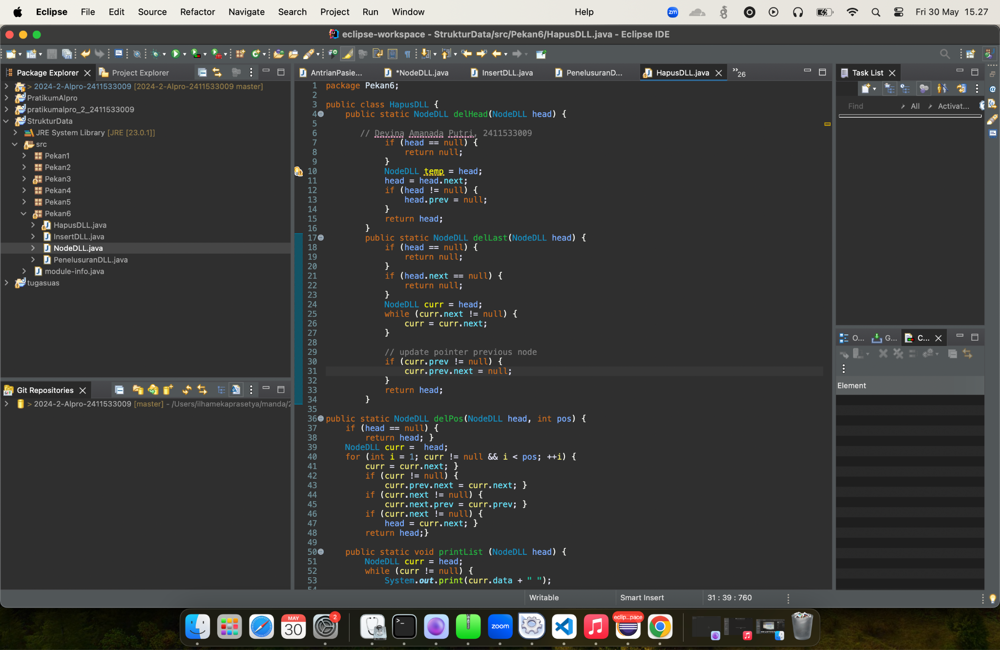 Eclipse File Edit Source Refactor Navigate Search Project Run Window Help zm Fri 30 May 15.27
eclipse-workspace - StrukturData/src/Pekan6/HapusDLL.java - Eclipse IDE
Package Explorer
Project Explorer
> 2024-2-Alpro-2411533009 [2024-2-Alpro-2411533009 master]
PratikumAlpro
pratikumalpro_2_2411533009
StrukturData
JRE System Library [JRE [23.0.1]]
src
Pekan1
Pekan2
Pekan3
Pekan4
Pekan5
Pekan6
HapusDLL.java
InsertDLL.java
NodeDLL.java
PenelusuranDLL.java
module-info.java
tugasuas
GIT Git Repositories
> 2024-2-Alpro-2411533009 [master] - /Users/ilhamekaprasetya/manda/2
AntrianPasie... *NodeDLL.java InsertDLL.java PenelusuranD... HapusDLL.java »26
1 package Pekan6;
2
3 public class HapusDLL {
4 public static NodeDLL delHead(NodeDLL head) {
5
6 // Devina Amanada Putri, 2411533009
7 if (head == null) {
8 return null;
9 }
10 NodeDLL temp = head;
11 head = head.next;
12 if (head != null) {
13 head.prev = null;
14 }
15 return head;
16 }
17 public static NodeDLL delLast(NodeDLL head) {
18 if (head == null) {
19 return null;
20 }
21 if (head.next == null) {
22 return null;
23 }
24 NodeDLL curr = head;
25 while (curr.next != null) {
26 curr = curr.next;
27 }
28
29 // update pointer previous node
30 if (curr.prev != null) {
31 curr.prev.next = null;
32 }
33 return head;
34 }
35
36 public static NodeDLL delPos(NodeDLL head, int pos) {
37 if (head == null) {
38 return head; }
39 NodeDLL curr =  head;
40 for (int i = 1; curr != null && i < pos; ++i) {
41 curr = curr.next; }
42 if (curr != null) {
43 curr.prev.next = curr.next; }
44 if (curr.next != null) {
45 curr.next.prev = curr.prev; }
46 if (curr.next != null) {
47 head = curr.next; }
48 return head;}
49
50 public static void printList (NodeDLL head) {
51 NodeDLL curr = head;
52 while (curr != null) {
53 System.out.print(curr.data + " ");
54
Task List
Find All Activat...
O... G... C...
Element
Writable Smart Insert 31 : 39 : 760
MAY
30
2
zoom
eclip...pace